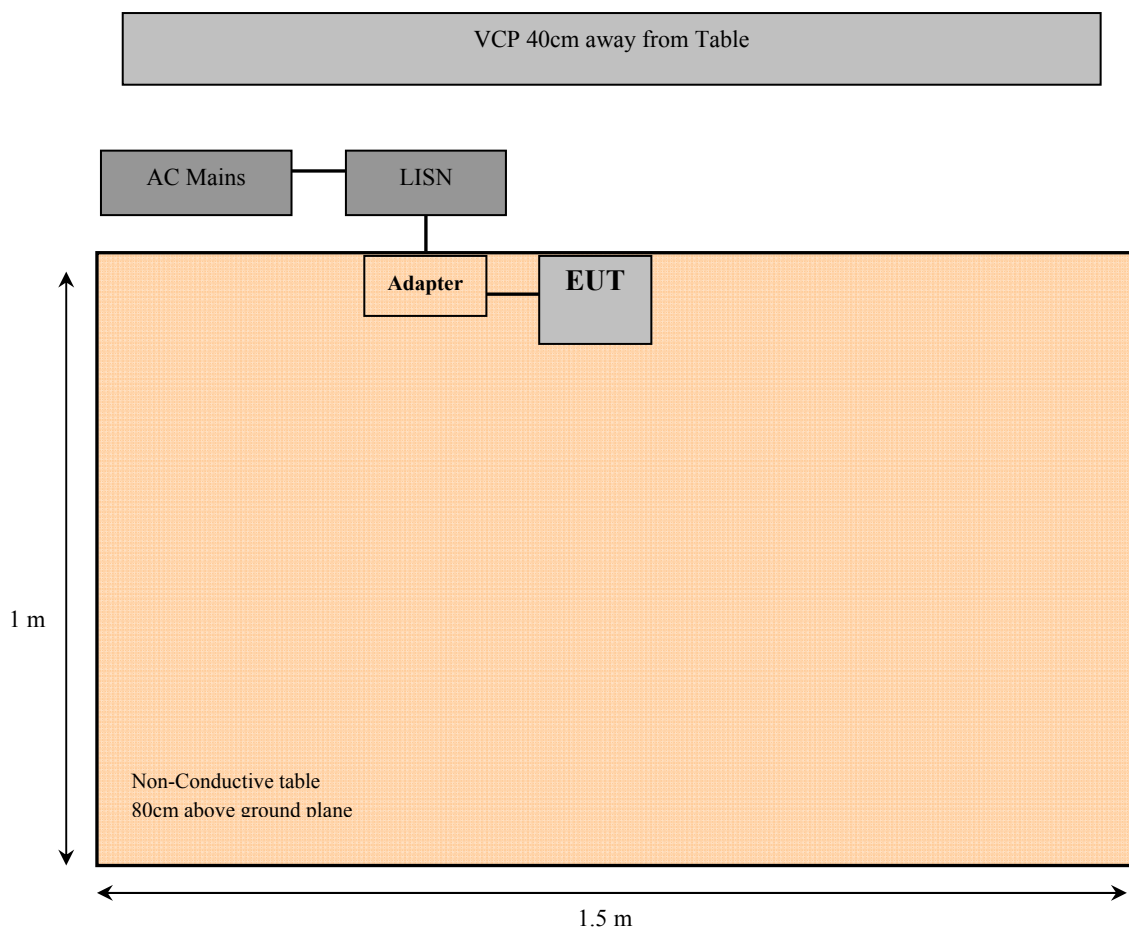 VCP 40cm away from Table
AC Mains
LISN
Adapter
EUT
1 m
Non-Conductive table
80cm above ground plane
1.5 m